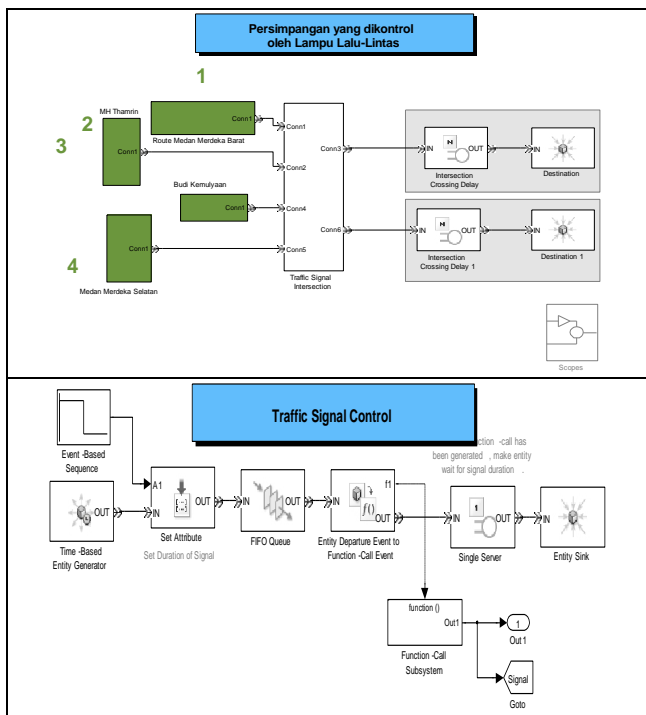 Persimpangan yang dikontrol
oleh Lampu Lalu-Lintas
1
MH Thamrin
2
3
Conn1
Conn1
Route Medan Merdeka Barat
Budi Kemulyaan
Conn1
Conn1
4
Medan Merdeka Selatan
Conn1
Conn2
Conn4
Conn5
Conn3
Conn6
Traffic Signal
Intersection
IN
OUT
Intersection
Crossing Delay
IN
Destination
IN
OUT
Intersection
Crossing Delay 1
IN
Destination 1
Scopes
Traffic Signal Control
Event -Based
Sequence
Time -Based
Entity Generator
OUT
A1
IN
OUT
Set Attribute
Set Duration of Signal
IN
OUT
FIFO Queue
IN
f1
f()
OUT
Entity Departure Event to
Function -Call Event
-call has
been generated , make entity
wait for signal duration .
IN
1
OUT
Single Server
IN
Entity Sink
function ()
Out1
Function -Call
Subsystem
1
Out 1
Signal
Goto